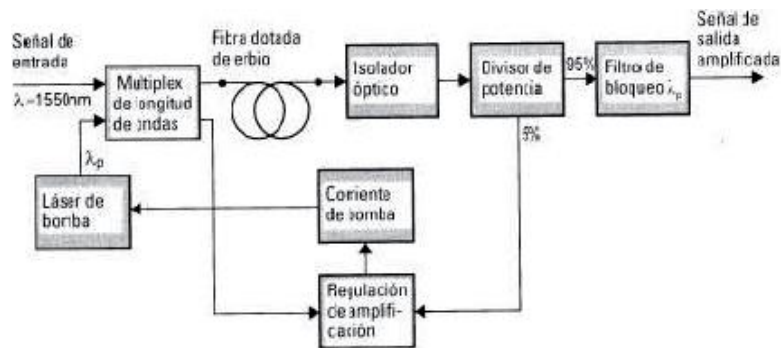 Señal de
entrada
λ=1550nm
Multiplex
de longitud
de ondas
Fibra dotada
de erbio
Isolador
óptico
Divisor de
potencia
95%
5%
Filtro de
bloqueo λp
Señal de
salida
amplificada
λp
Láser de
bomba
Corriente
de bomba
Regulación
de amplifi-
cación